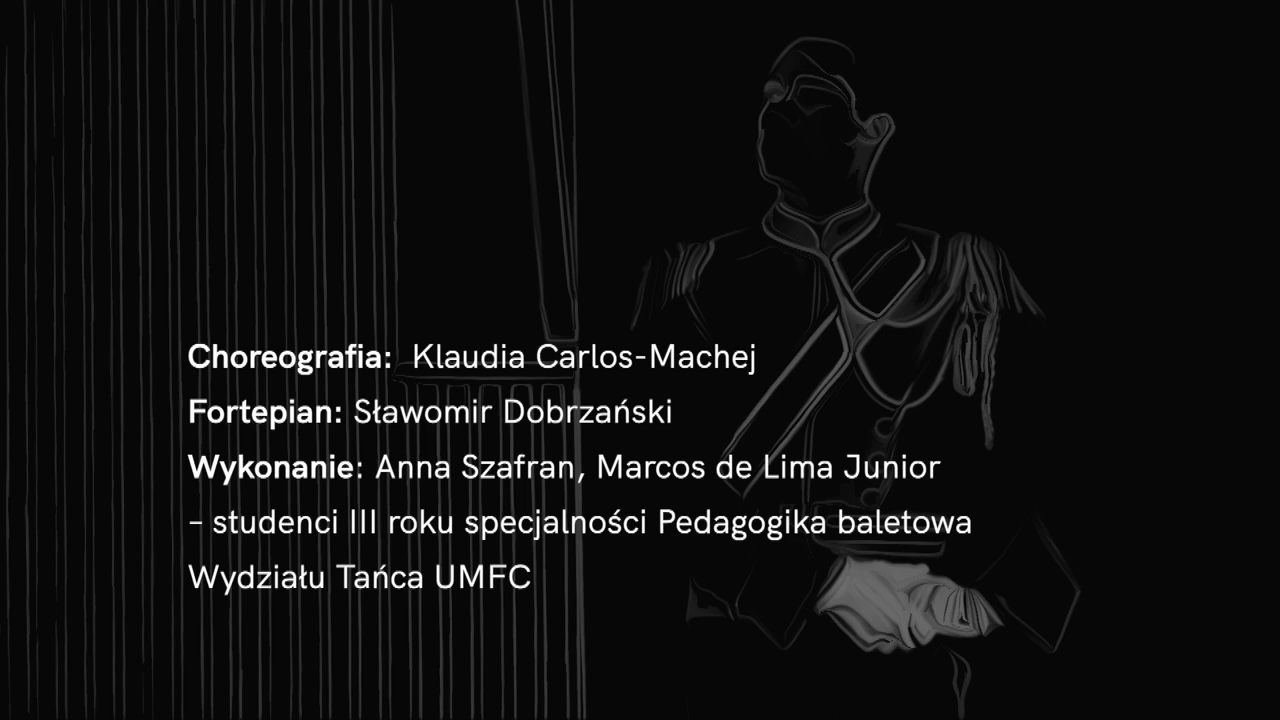 Choreografia: Klaudia Carlos-Machej
Fortepian: Sławomir Dobrzański
Wykonanie: Anna Szafran, Marcos de Lima Junior
– studenci III roku specjalności Pedagogika baletowa
Wydziału Tańca UMFC